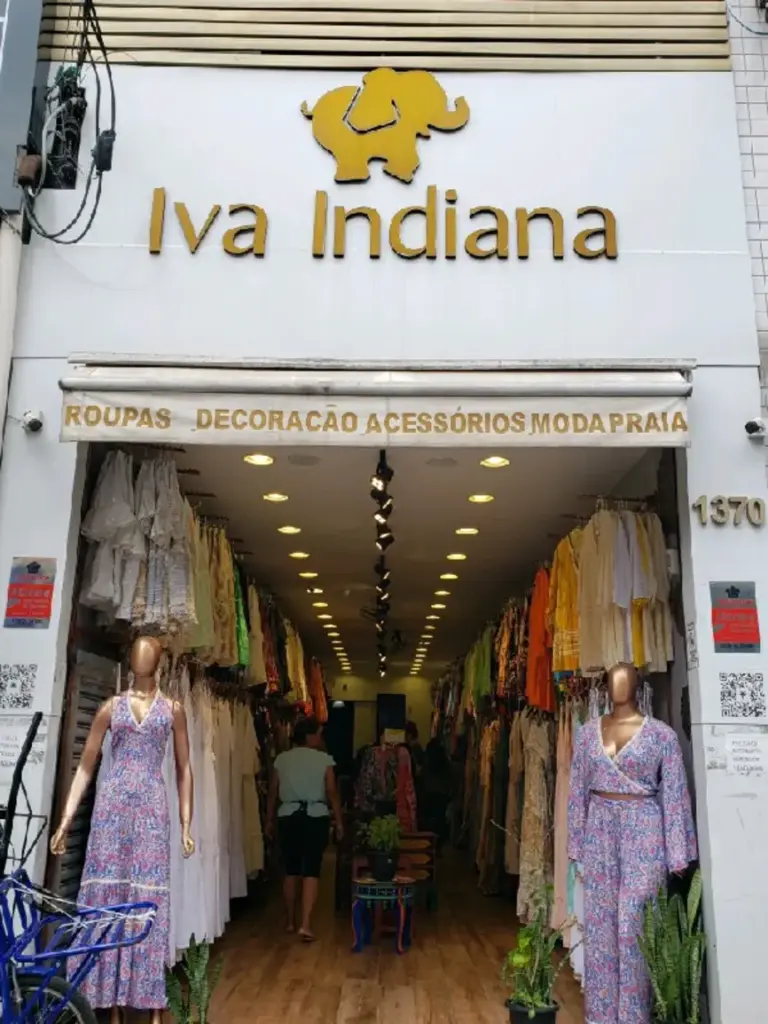 Iva Indiana
ROUPAS DECORACÃO ACESSÓRIOS MODA PRAIA
1370